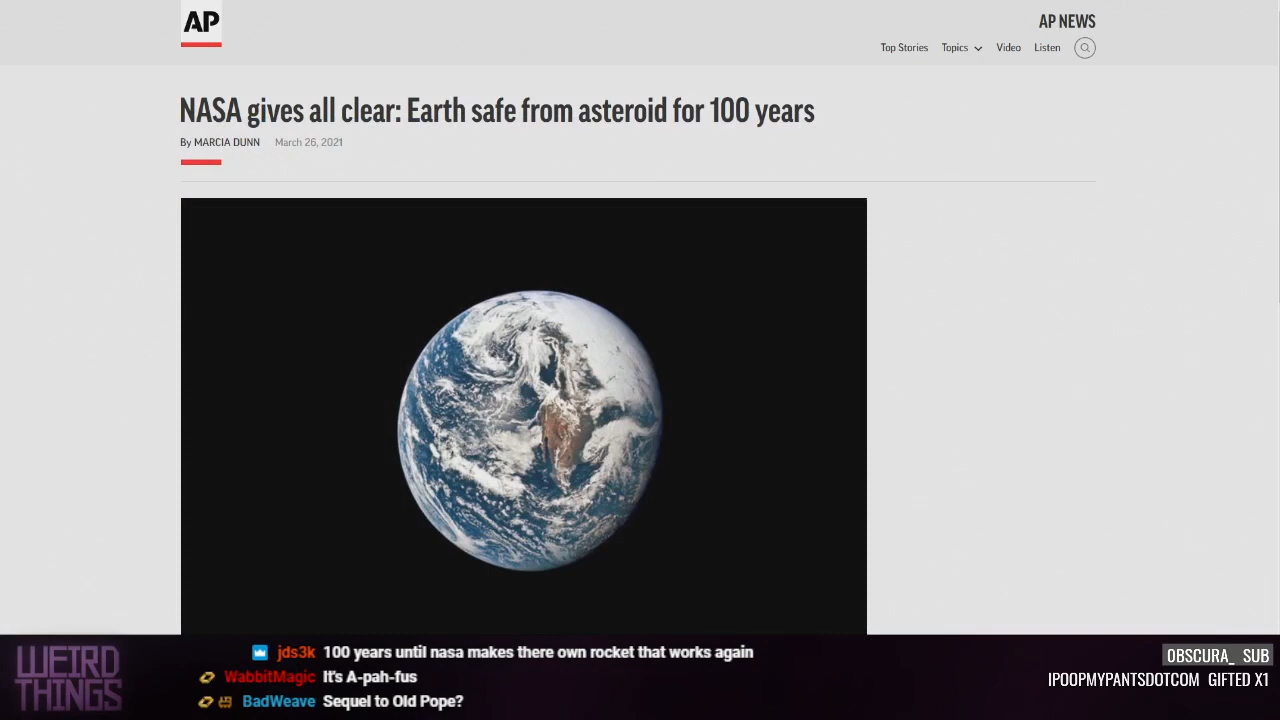 AP
AP NEWS
Top Stories Topics Video Listen
NASA gives all clear: Earth safe from asteroid for 100 years
By MARCIA DUNN March 26, 2021
WEIRD
THINGS
jds3k 100 years until nasa makes there own rocket that works again
WabbitMagic It's A-pah-fus
BadWeave Sequel to Old Pope?
OBSCURA_ SUB
IPOOPMYPANTSDOTCOM GIFTED X1